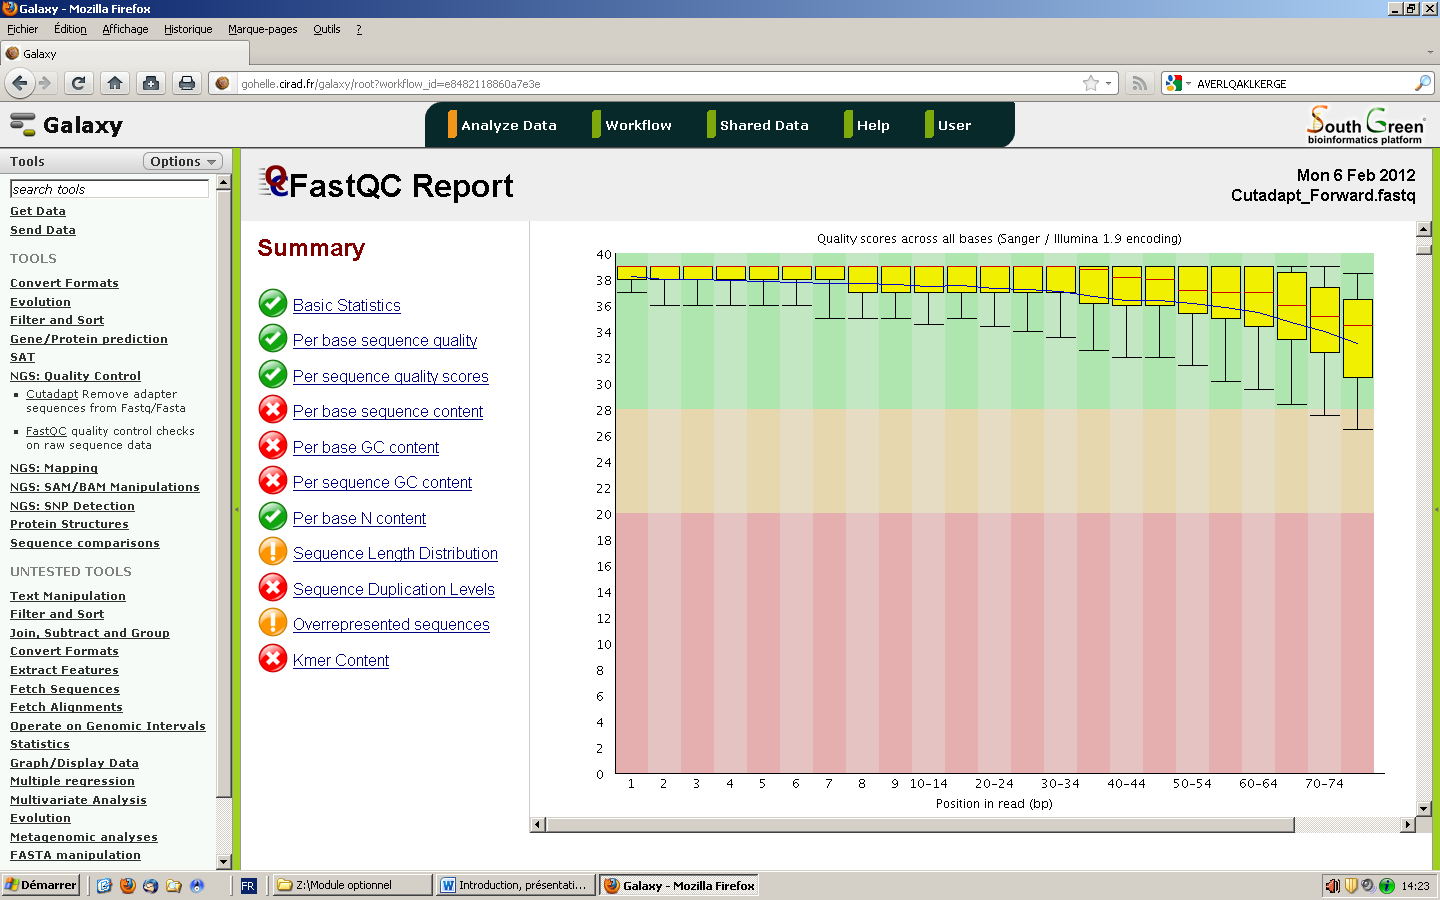 Galaxy - Mozilla Firefox
Fichier Édition Affichage Historique Marque-pages Outils ?
Galaxy
gohelle.cirad.fr/galaxy/root?workflow_id=e8482118860a7e3e
AVERLQAKLKERGE
Galaxy
Analyze Data Workflow Shared Data Help User
South Green
bioinformatics platform
Tools Options
search tools
Get Data
Send Data
TOOLS
Convert Formats
Evolution
Filter and Sort
Gene/Protein prediction
SAT
NGS: Quality Control
Cutadapt Remove adapter
sequences from Fastq/Fasta
FastQC quality control checks
on raw sequence data
NGS: Mapping
NGS: SAM/BAM Manipulations
NGS: SNP Detection
Protein Structures
Sequence comparisons
UNTESTED TOOLS
Text Manipulation
Filter and Sort
Join, Subtract and Group
Convert Formats
Extract Features
Fetch Sequences
Fetch Alignments
Operate on Genomic Intervals
Statistics
Graph/Display Data
Multiple regression
Multivariate Analysis
Evolution
Metagenomic analyses
FASTA manipulation
QC FastQC Report
Mon 6 Feb 2012
Cutadapt_Forward.fastq
Summary
Basic Statistics
Per base sequence quality
Per sequence quality scores
Per base sequence content
Per base GC content
Per sequence GC content
Per base N content
Sequence Length Distribution
Sequence Duplication Levels
Overrepresented sequences
Kmer Content
Quality scores across all bases (Sanger / Illumina 1.9 encoding)
40
38
36
34
32
30
28
26
24
22
20
18
16
14
12
10
8
6
4
2
0
1 2 3 4 5 6 7 8 9 10-14 20-24 30-34 40-44 50-54 60-64 70-74
Position in read (bp)
Démarrer FR Z:\Module optionnel Introduction, présentati... Galaxy - Mozilla Firefox 14:23